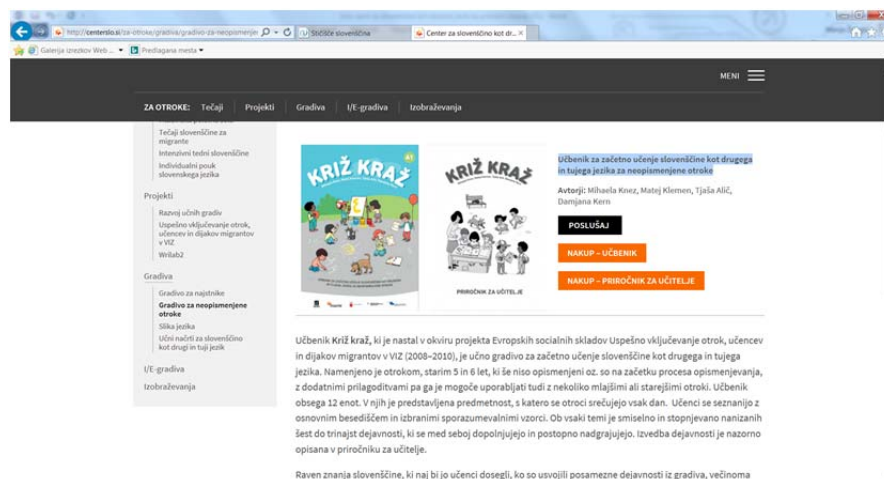 http://centerslo.si/za-otroke/gradiva/gradivo-za-neopismenje
Stičišče slovenščina
Center za slovenščino kot dr...
Galerija izrezkov Web ...
Predlagana mesta
MENI
ZA OTROKE: Tečaji Projekti Gradiva I/E-gradiva Izobraževanja
Tečaji slovenščine za
migrante
Intenzivni tedni slovenščine
Individualni pouk
slovenskega jezika
Projekti
Razvoj učnih gradiv
Uspešno vključevanje otrok,
učencev in dijakov migrantov
v VIZ
Wrilab2
Gradiva
Gradivo za najstnike
Gradivo za neopismenjene
otroke
Slika jezika
Učni načrti za slovenščino
kot drugi in tuji jezik
I/E-gradiva
Izobraževanja
KRIŽ KRAŽ
KRIŽ KRAŽ
PRIROČNIK ZA UČITELJE
Učbenik za začetno učenje slovenščine kot drugega
in tujega jezika za neopismenjene otroke
Avtorji: Mihaela Knez, Matej Klemen, Tjaša Alič,
Damjana Kern
POSLUŠAJ
NAKUP – UČBENIK
NAKUP – PRIROČNIK ZA UČITELJE
Učbenik Križ kraž, ki je nastal v okviru projekta Evropskih socialnih skladov Uspešno vključevanje otrok, učencev
in dijakov migrantov v VIZ (2008–2010), je učno gradivo za začetno učenje slovenščine kot drugega in tujega
jezika. Namenjeno je otrokom, starim 5 in 6 let, ki še niso opismenjeni oz. so na začetku procesa opismenjevanja,
z dodatnimi prilagoditvami pa ga je mogoče uporabljati tudi z nekoliko mlajšimi ali starejšimi otroki. Učbenik
obsega 12 enot. V njih je predstavljena predmetnost, s katero se otroci srečujejo vsak dan. Učenci se seznanijo z
osnovnim besediščem in izbranimi sporazumevalnimi vzorci. Ob vsaki temi je smiselno in stopnjevano nanizanih
šest do trinajst dejavnosti, ki se med seboj dopolnjujejo in postopno nadgrajujejo. Izvedba dejavnosti je nazorno
opisana v priročniku za učitelje.
Raven znanja slovenščine, ki naj bi jo učenci dosegli, ko so usvojili posamezne dejavnosti iz gradiva, večinoma